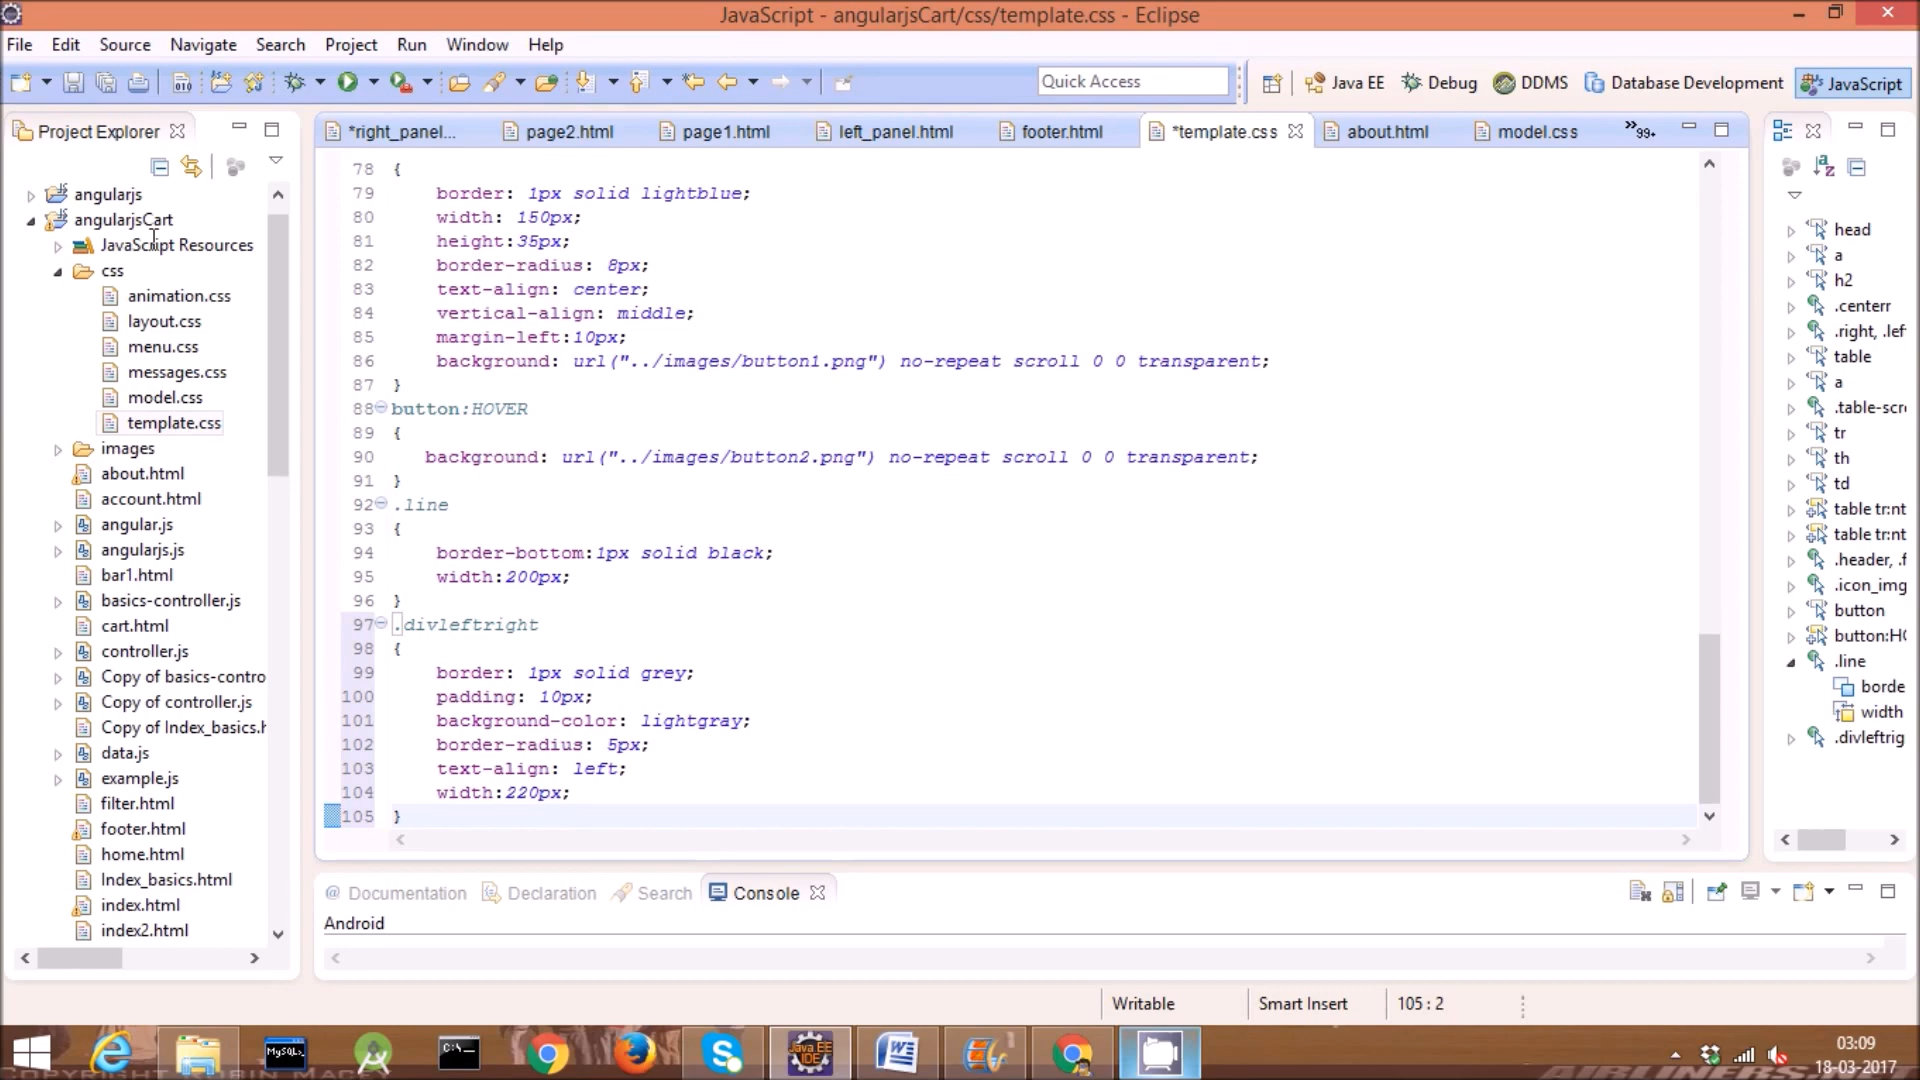 JavaScript - angularjsCart/css/template.css - Eclipse
File Edit Source Navigate Search Project Run Window Help
Quick Access
Java EE Debug DDMS Database Development JavaScript
Project Explorer
*right_panel... page2.html page1.html left_panel.html footer.html *template.css about.html model.css »99+
angularjs
angularjsCart
JavaScript Resources
css
animation.css
layout.css
menu.css
messages.css
model.css
template.css
images
about.html
account.html
angular.js
angularjs.js
bar1.html
basics-controller.js
cart.html
controller.js
Copy of basics-contro
Copy of controller.js
Copy of Index_basics.h
data.js
example.js
filter.html
footer.html
home.html
Index_basics.html
index.html
index2.html
78 {
79 border: 1px solid lightblue;
80 width: 150px;
81 height:35px;
82 border-radius: 8px;
83 text-align: center;
84 vertical-align: middle;
85 margin-left:10px;
86 background: url("../images/button1.png") no-repeat scroll 0 0 transparent;
87 }
88 button:HOVER
89 {
90 background: url("../images/button2.png") no-repeat scroll 0 0 transparent;
91 }
92 .line
93 {
94 border-bottom:1px solid black;
95 width:200px;
96 }
97 .divleftright
98 {
99 border: 1px solid grey;
100 padding: 10px;
101 background-color: lightgray;
102 border-radius: 5px;
103 text-align: left;
104 width:220px;
105 }
head
a
h2
.centerr
.right, .lef
table
a
.table-scr
tr
th
td
table tr:nt
table tr:nt
.header, .f
.icon_img
button
button:HO
.line
borde
width
.divleftrig
@ Documentation Declaration Search Console
Android
Writable Smart Insert 105 : 2
MySQL
C:\_
Java EE
IDE
03:09
18-03-2017